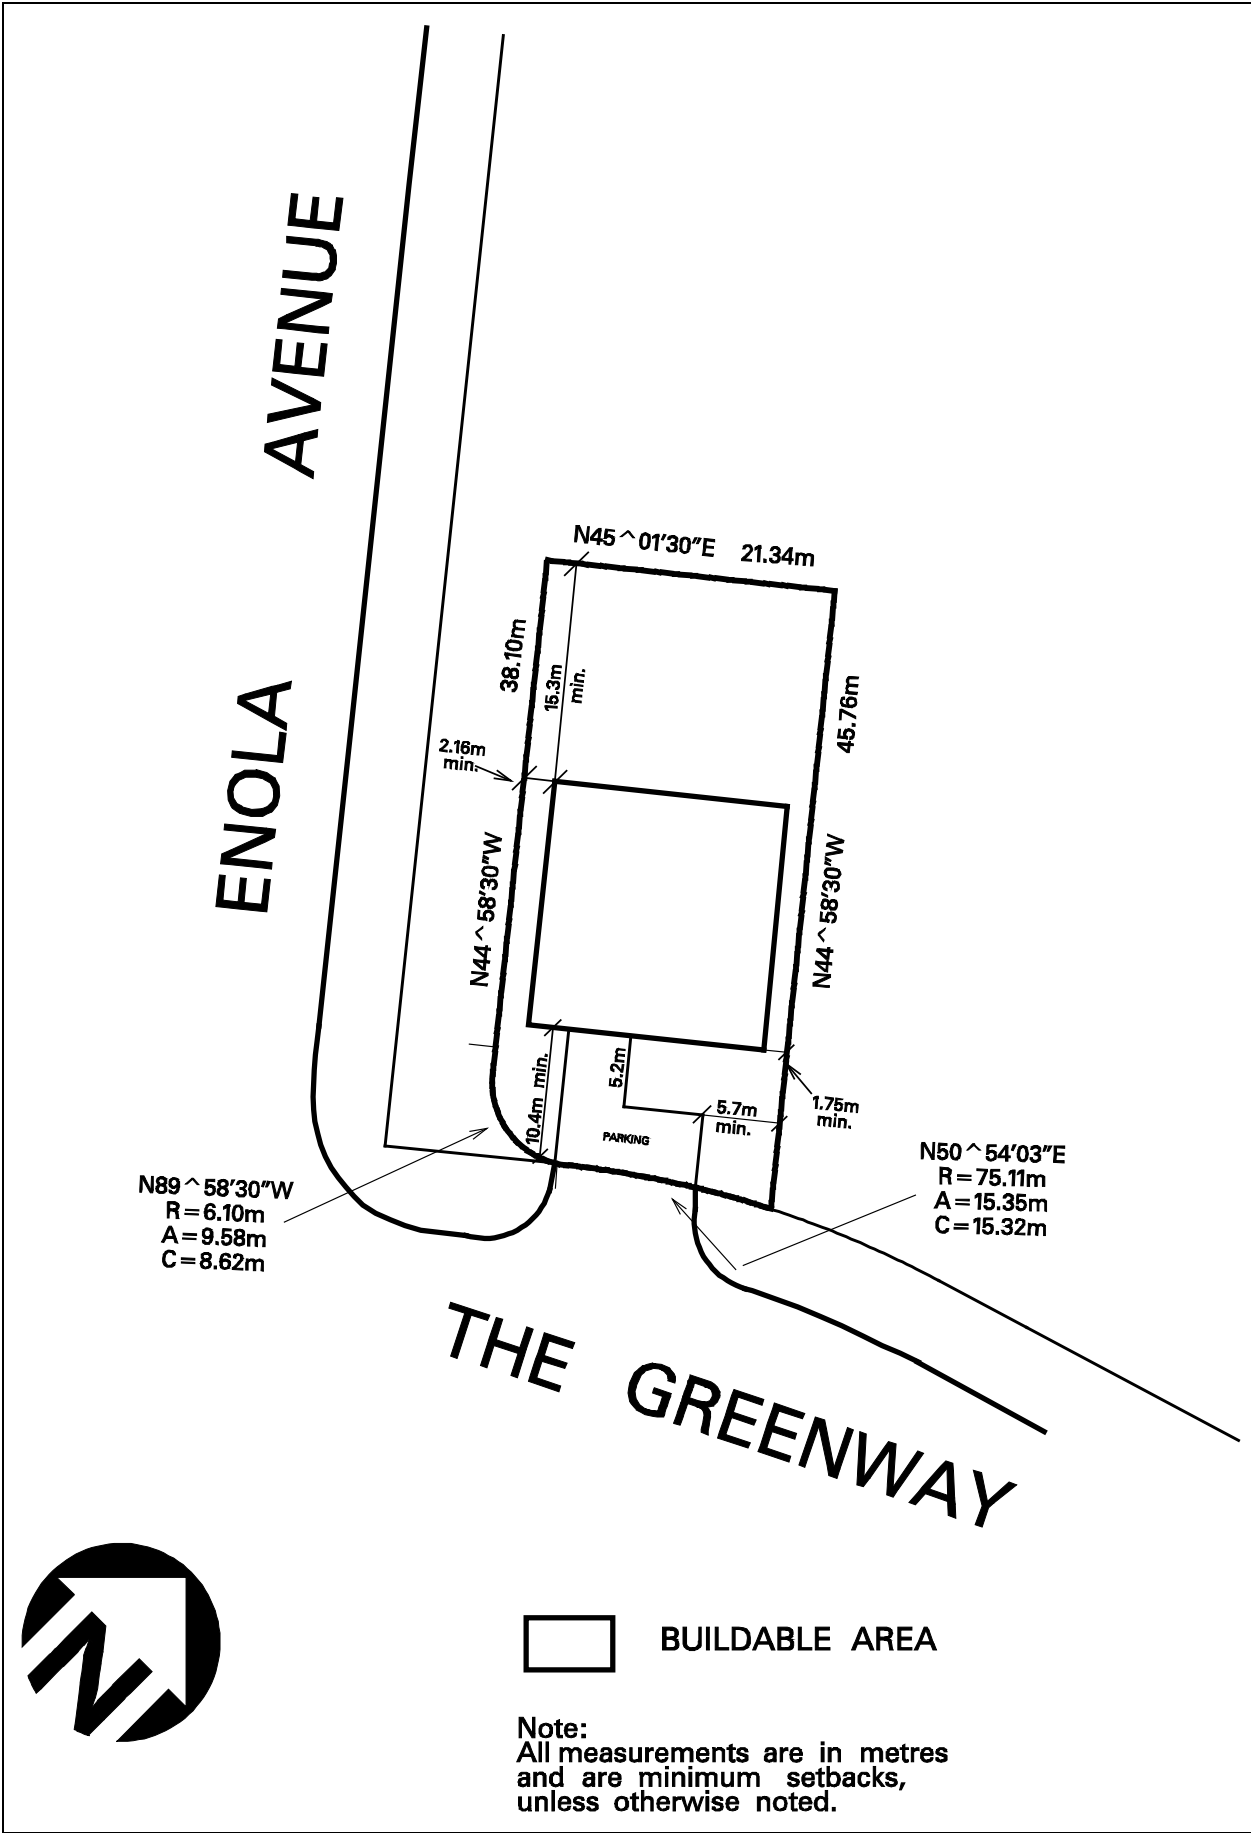 ENOLA AVENUE
N45^01'30"E 21.34m
38.10m
15.3m
min.
45.76m
2.16m
min.
N44^58'30"W
N44^58'30"W
10.4m min.
5.2m
5.7m
min.
1.75m
min.
PARKING
N89^58'30"W
R=6.10m
A=9.58m
C=8.62m
N50^54'03"E
R=75.11m
A=15.35m
C=15.32m
THE GREENWAY
N
BUILDABLE AREA
Note:
All measurements are in metres
and are minimum setbacks,
unless otherwise noted.